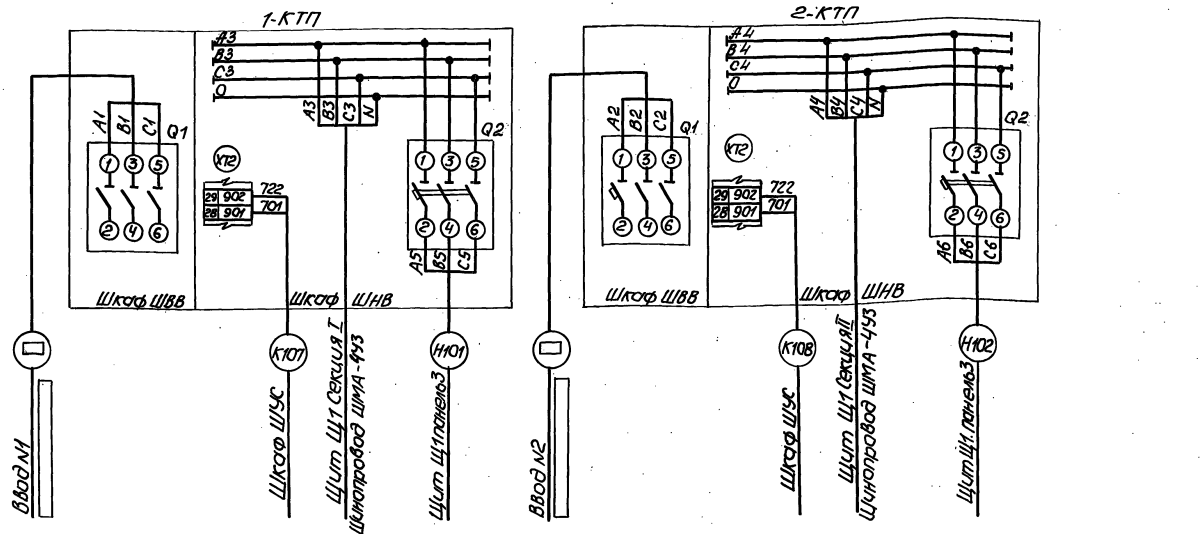 1-КТП
А3
В3
С3
0
А3
В3
С3
N
А1
В1
С1
Q1
1
3
5
2
4
6
ХТ2
29 902 722
28 901 701
Q2
1
3
5
2
4
6
А5
В5
С5
Шкаф ШВВ
Шкаф ШНВ
К107
Н101
Ввод N1
Шкаф ШУС
Щит Щ1 Секция I
Шинопровод ШМА-4УЗ
Щит Щ1 панель 3
2-КТП
А4
В4
С4
0
А4
В4
С4
N
А2
В2
С2
Q1
1
3
5
2
4
6
ХТ2
29 902 722
28 901 701
Q2
1
3
5
2
4
6
А6
В6
С6
Шкаф ШВВ
Шкаф ШНВ
К108
Н102
Ввод N2
Шкаф ШУС
Щит Щ1 Секция II
Шинопровод ШМА-4УЗ
Щит Щ1. панель 3